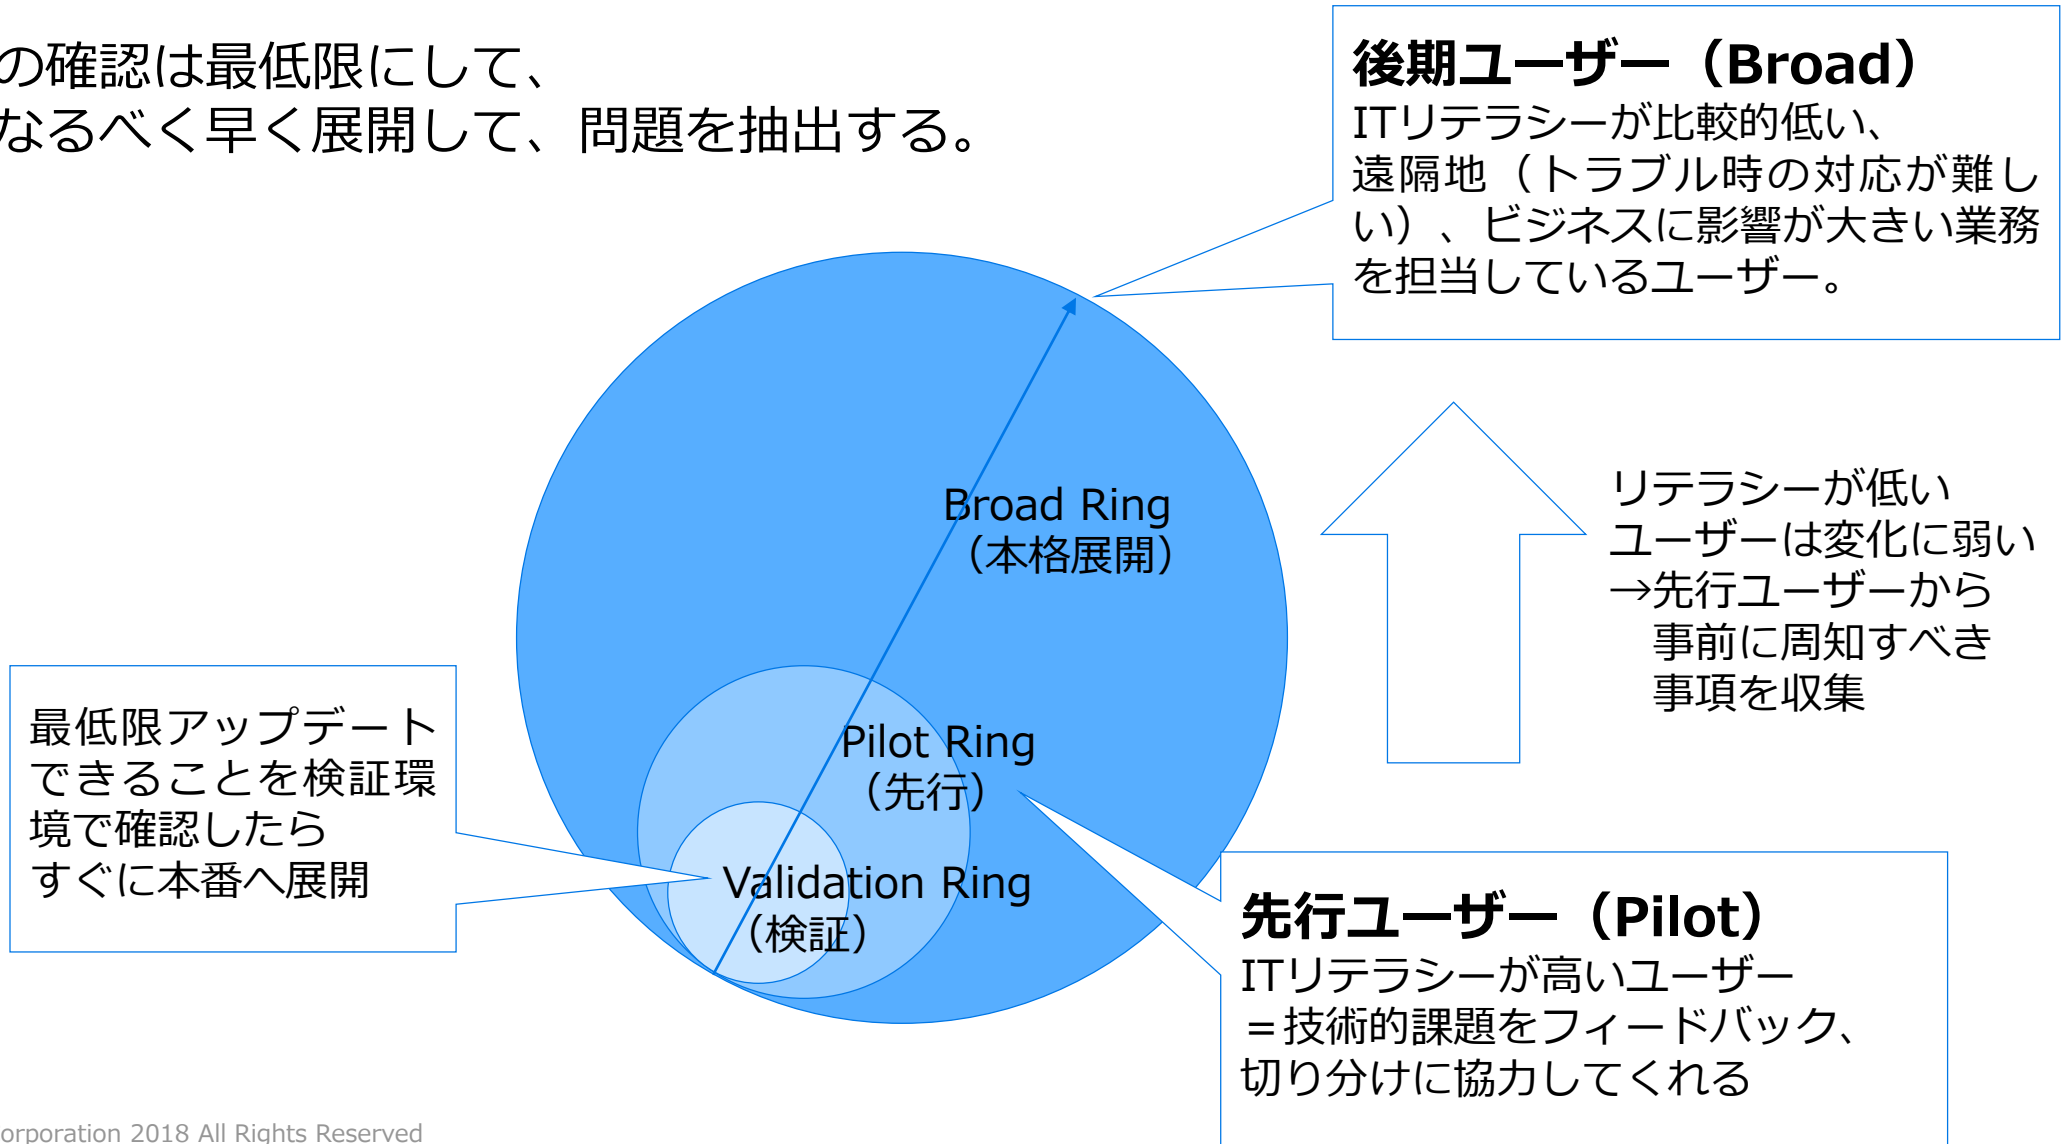 の確認は最低限にして、
なるべく早く展開して、問題を抽出する。
後期ユーザー（Broad）
ITリテラシーが比較的低い、
遠隔地（トラブル時の対応が難し
い）、ビジネスに影響が大きい業務
を担当しているユーザー。
Broad Ring
（本格展開）
リテラシーが低い
ユーザーは変化に弱い
→先行ユーザーから
事前に周知すべき
事項を収集
最低限アップデート
できることを検証環
境で確認したら
すぐに本番へ展開
Pilot Ring
（先行）
Validation Ring
（検証）
先行ユーザー（Pilot）
ITリテラシーが高いユーザー
＝技術的課題をフィードバック、
切り分けに協力してくれる
orporation 2018 All Rights Reserved